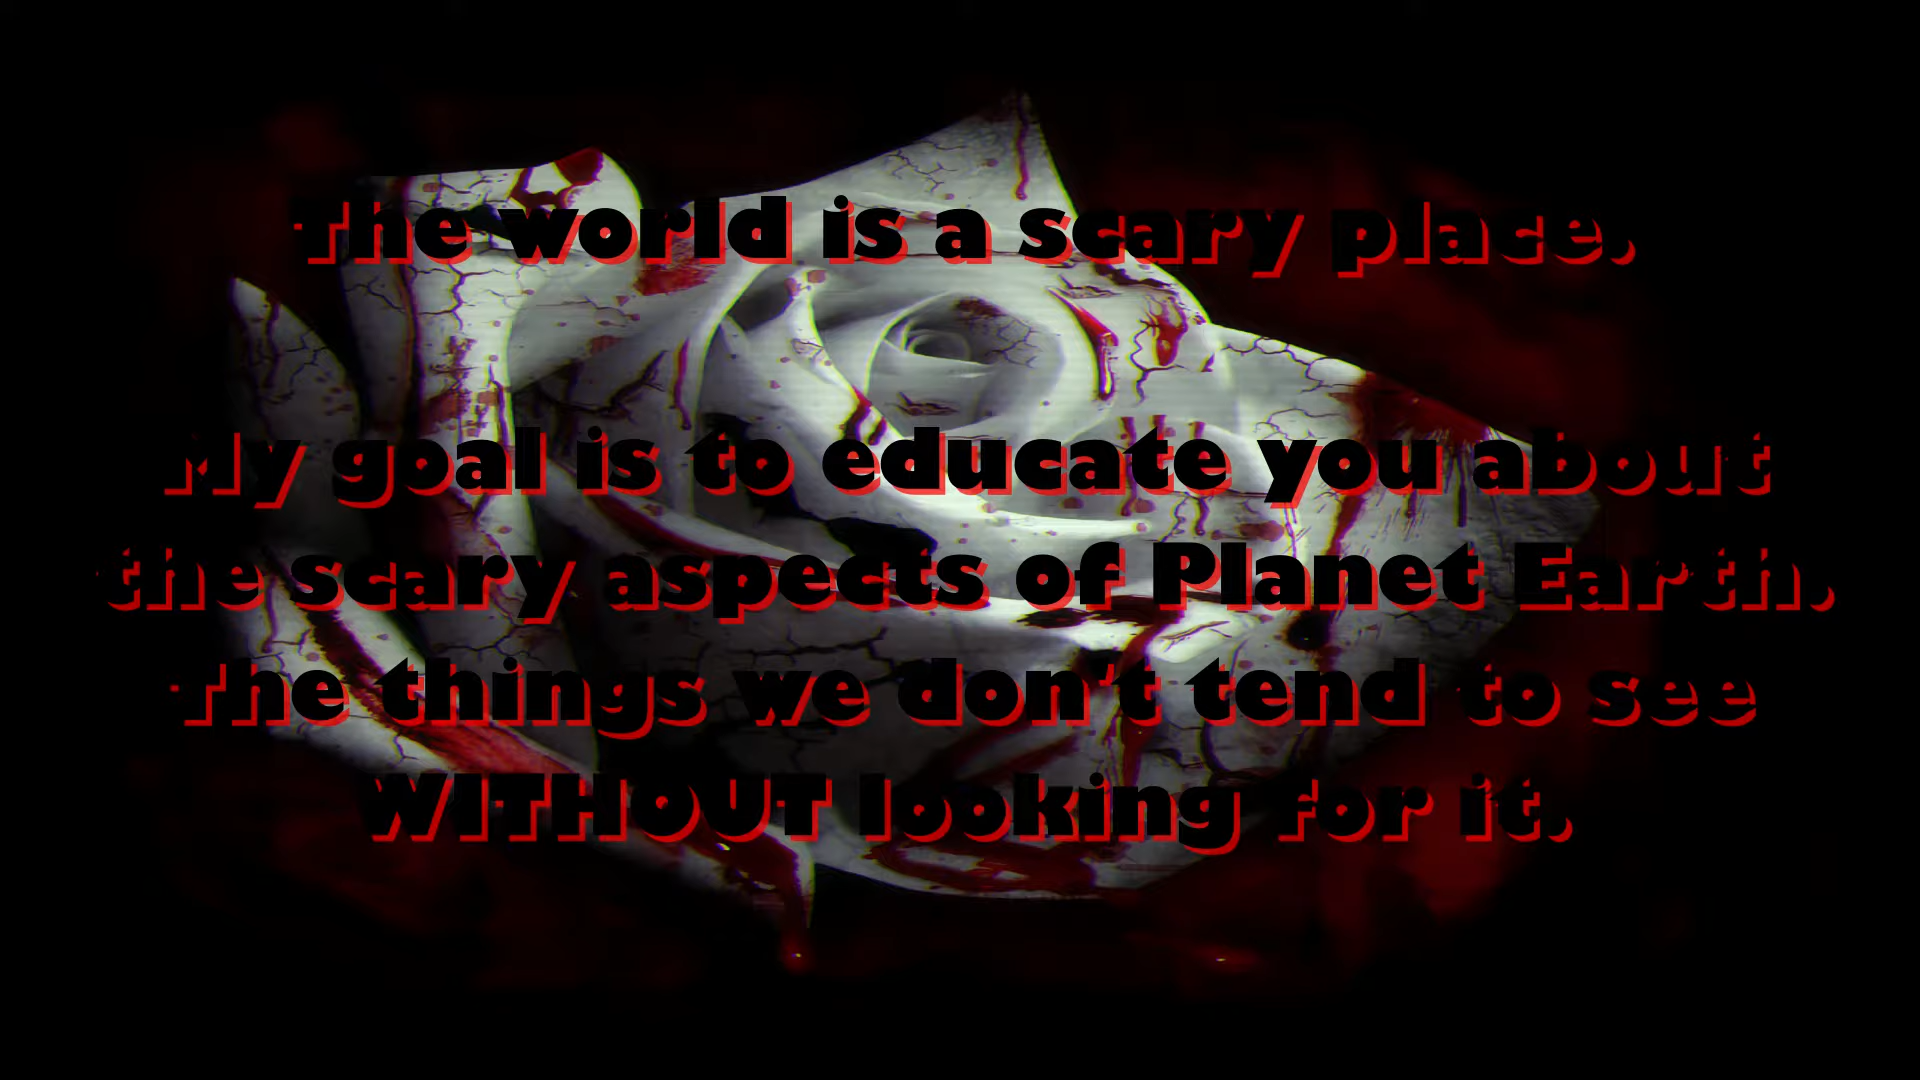 The world is a scary place.
My goal is to educate you about
the scary aspects of Planet Earth.
The things we don't tend to see
WITHOUT looking for it.